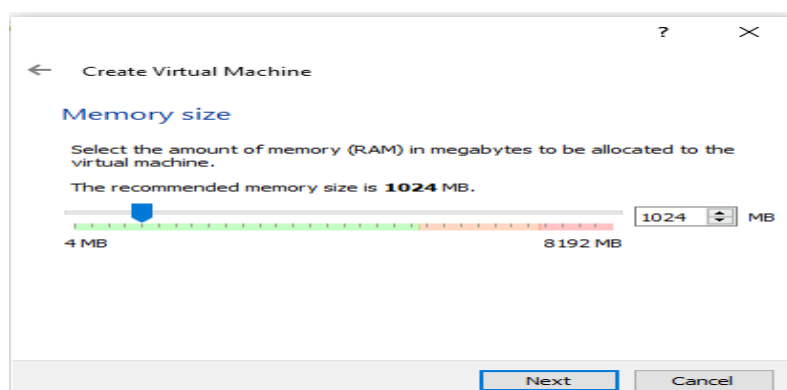 ?
Create Virtual Machine
Memory size
Select the amount of memory (RAM) in megabytes to be allocated to the
virtual machine.
The recommended memory size is 1024 MB.
1024 MB
4 MB 8192 MB
Next Cancel